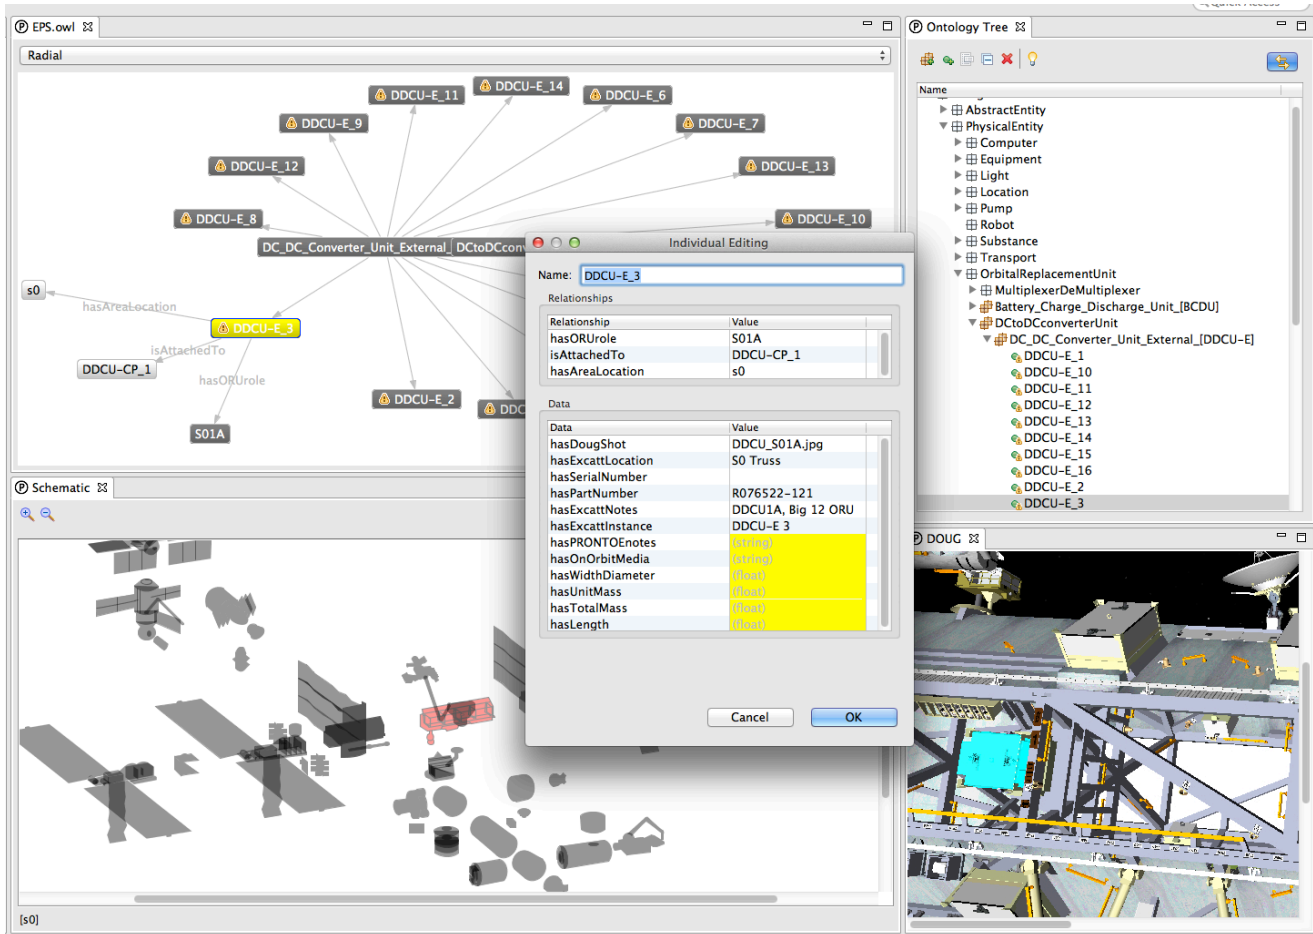 Quick Access
EPS.owl
Radial
DDCU-E_11
DDCU-E_14
DDCU-E_6
DDCU-E_9
DDCU-E_7
DDCU-E_12
DDCU-E_13
DDCU-E_8
DDCU-E_10
DC_DC_Converter_Unit_External_
DCtoDCcon
s0
hasAreaLocation
DDCU-E_3
isAttachedTo
DDCU-CP_1
hasORUrole
DDCU-E_2
DDC
S01A
Individual Editing
Name: DDCU-E_3
Relationships
Relationship Value
hasORUrole S01A
isAttachedTo DDCU-CP_1
hasAreaLocation s0
Data
Data Value
hasDougShot DDCU_S01A.jpg
hasExcattLocation S0 Truss
hasSerialNumber
hasPartNumber R076522-121
hasExcattNotes DDCU1A, Big 12 ORU
hasExcattInstance DDCU-E 3
hasPRONTOEnotes (string)
hasOnOrbitMedia (string)
hasWidthDiameter (float)
hasUnitMass (float)
hasTotalMass (float)
hasLength (float)
Cancel OK
Ontology Tree
Name
AbstractEntity
PhysicalEntity
Computer
Equipment
Light
Location
Pump
Robot
Substance
Transport
OrbitalReplacementUnit
MultiplexerDeMultiplexer
Battery_Charge_Discharge_Unit_[BCDU]
DCtoDCconverterUnit
DC_DC_Converter_Unit_External_[DDCU-E]
DDCU-E_1
DDCU-E_10
DDCU-E_11
DDCU-E_12
DDCU-E_13
DDCU-E_14
DDCU-E_15
DDCU-E_16
DDCU-E_2
DDCU-E_3
Schematic
[s0]
DOUG